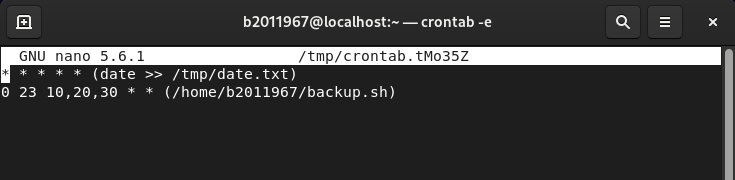 b2011967@localhost:~ — crontab -e
GNU nano 5.6.1 /tmp/crontab.tMo35Z
* * * * * (date >> /tmp/date.txt)
0 23 10,20,30 * * (/home/b2011967/backup.sh)